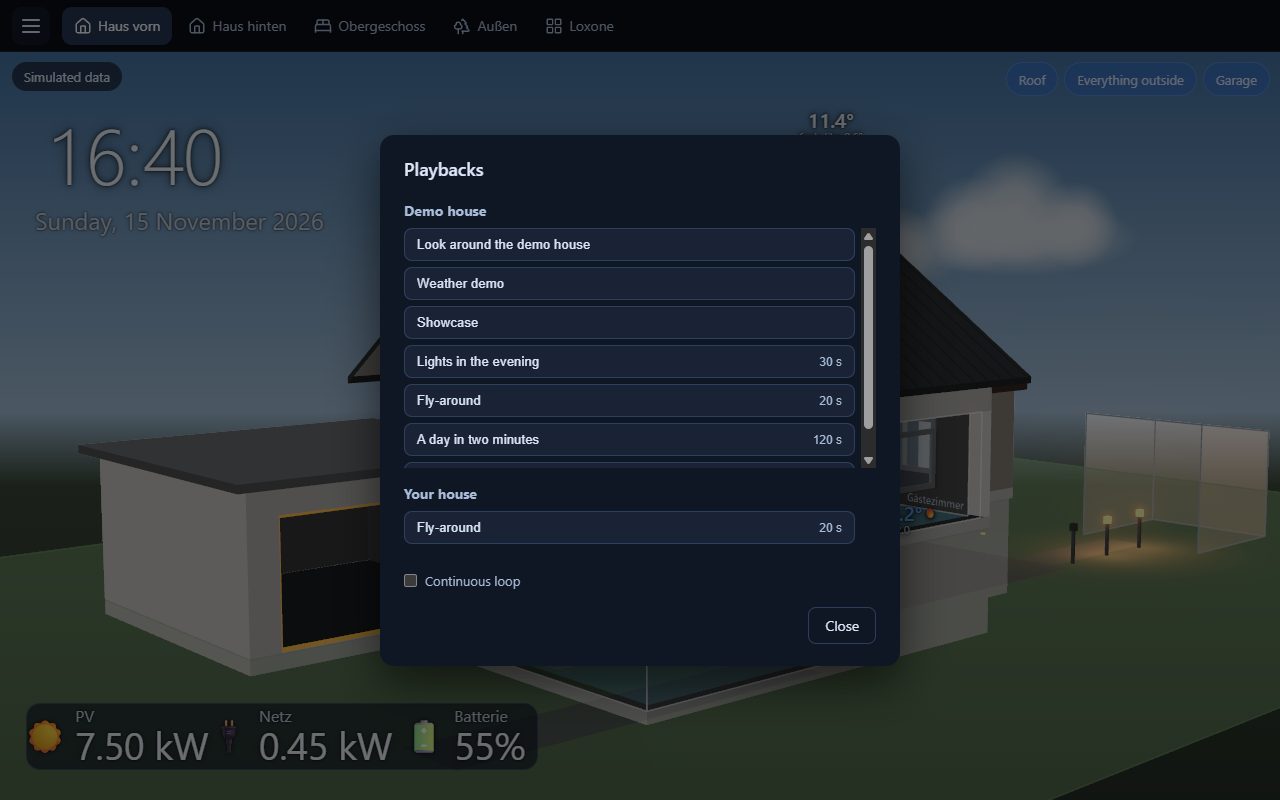 Haus vorn
Haus hinten
Obergeschoss
Außen
Loxone
Simulated data
Roof
Everything outside
Garage
16:40
Sunday, 15 November 2026
11.4°
Playbacks
Demo house
Look around the demo house
Weather demo
Showcase
Lights in the evening 30 s
Fly-around 20 s
A day in two minutes 120 s
Your house
Fly-around 20 s
Continuous loop
Close
Gästezimmer
PV
7.50 kW
Netz
0.45 kW
Batterie
55%